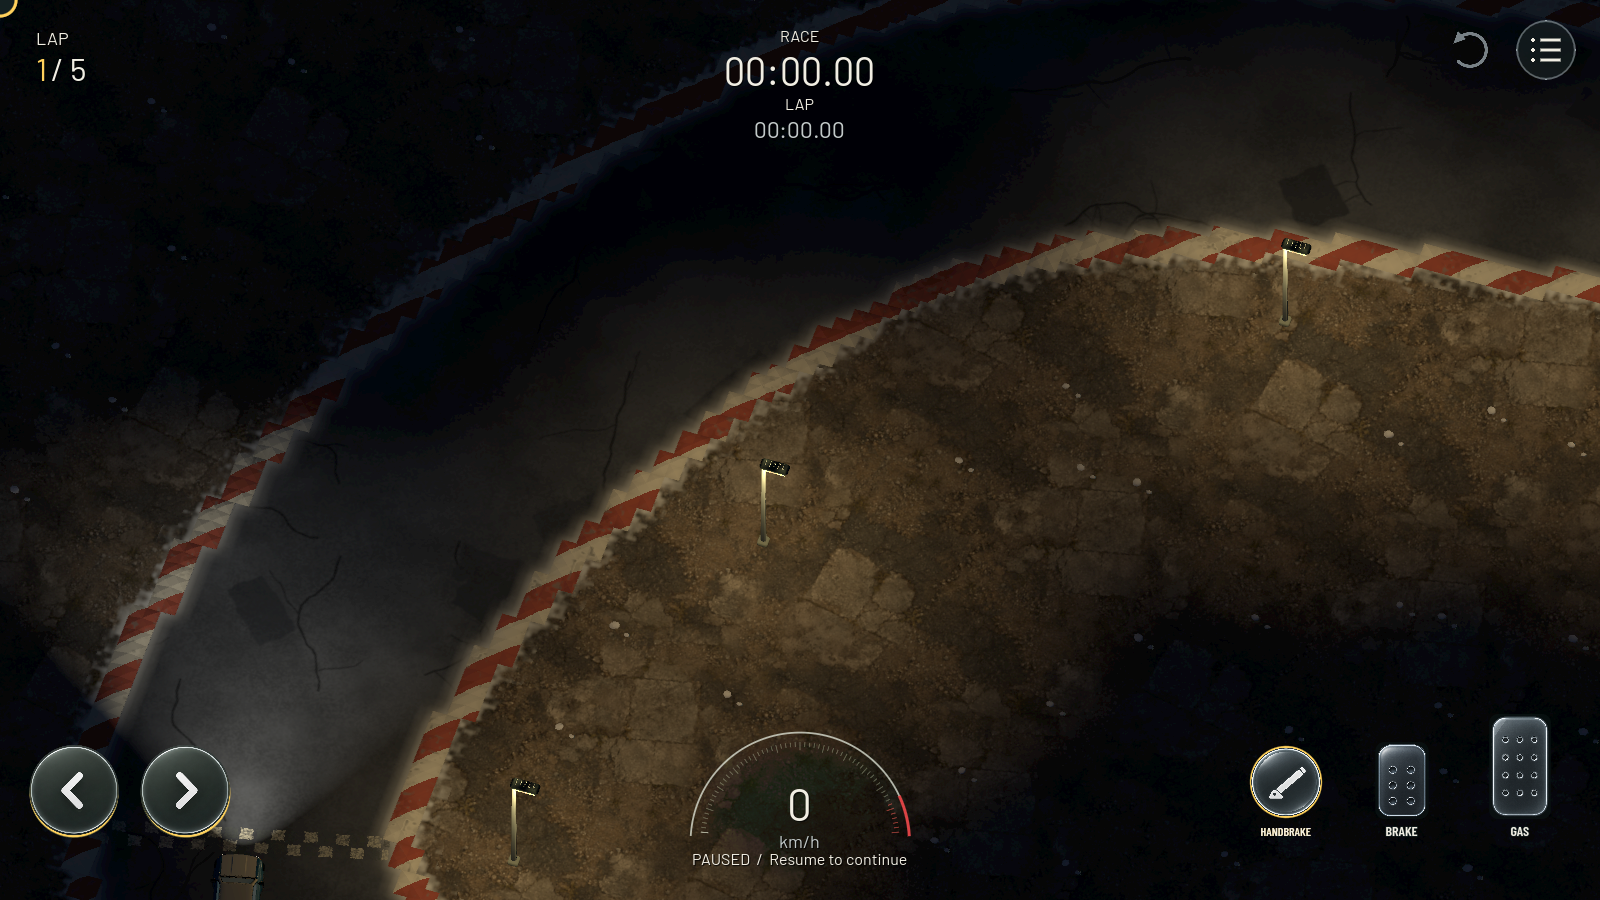 LAP
1/ 5
RACE
00:00.00
LAP
00:00.00
0
km/h
PAUSED / Resume to continue
HANDBRAKE
BRAKE
GAS